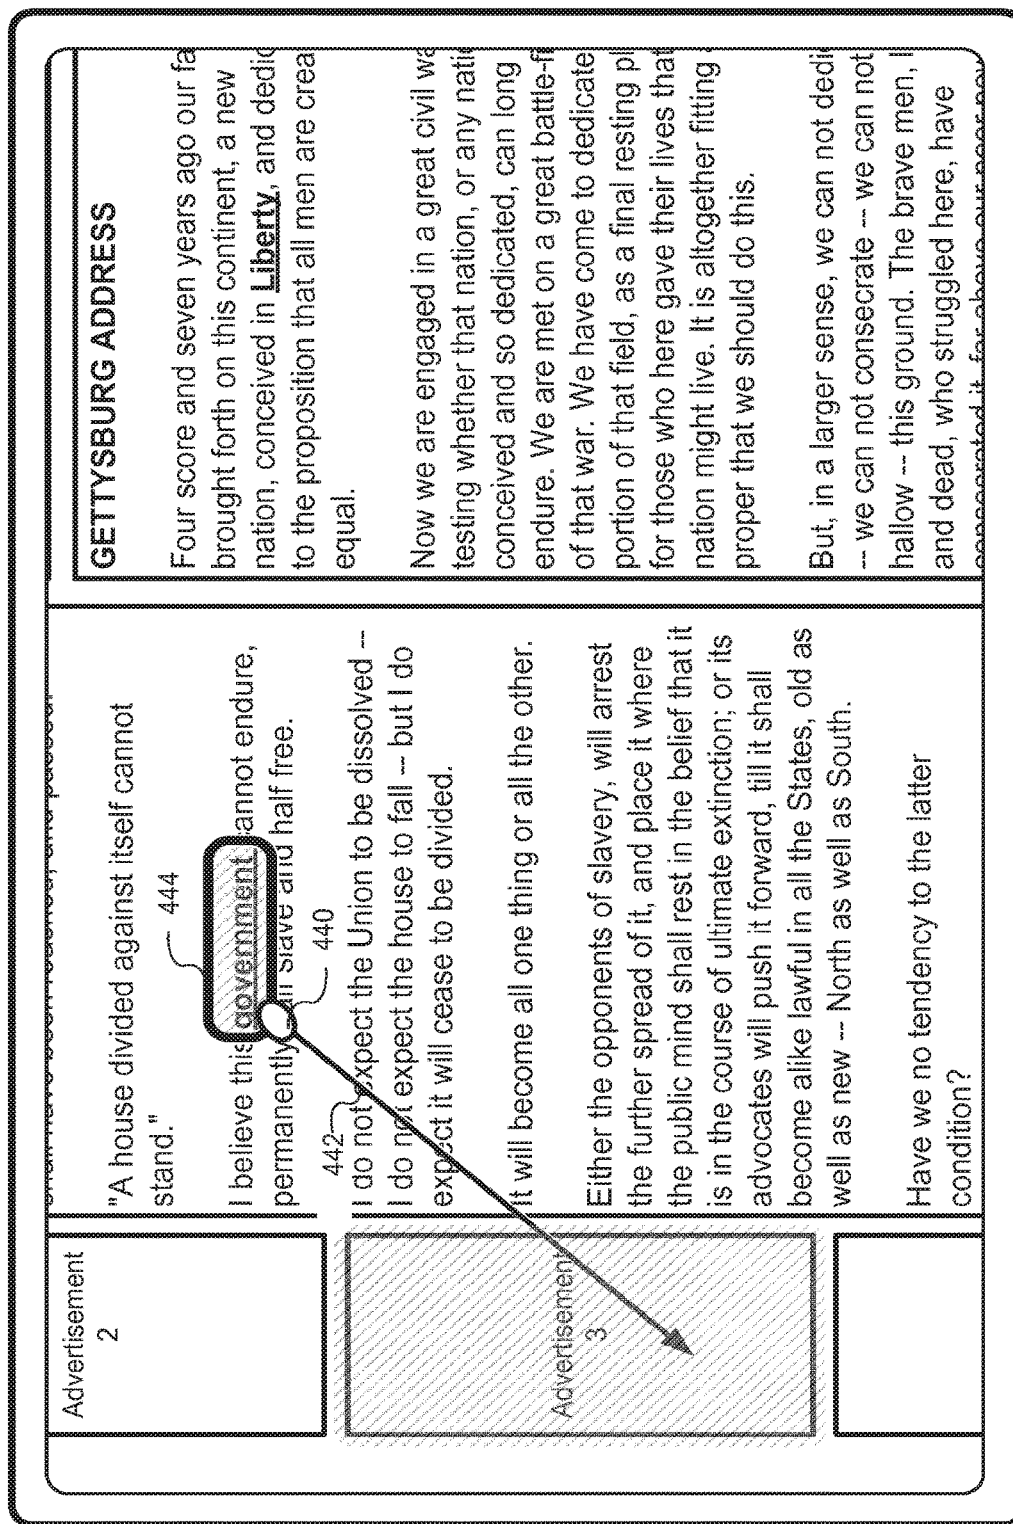 Advertisement
2
Advertisement
3
"A house divided against itself cannot
stand."
444
I believe this government cannot endure,
permanently half slave and half free.
440
442
I do not expect the Union to be dissolved --
I do not expect the house to fall -- but I do
expect it will cease to be divided.
It will become all one thing or all the other.
Either the opponents of slavery, will arrest
the further spread of it, and place it where
the public mind shall rest in the belief that it
is in the course of ultimate extinction; or its
advocates will push it forward, till it shall
become alike lawful in all the States, old as
well as new -- North as well as South.
Have we no tendency to the latter
condition?
GETTYSBURG ADDRESS
Four score and seven years ago our fa
brought forth on this continent, a new
nation, conceived in Liberty, and dedic
to the proposition that all men are crea
equal.
Now we are engaged in a great civil wa
testing whether that nation, or any natio
conceived and so dedicated, can long
endure. We are met on a great battle-fi
of that war. We have come to dedicate
portion of that field, as a final resting pl
for those who here gave their lives that
nation might live. It is altogether fitting
proper that we should do this.
But, in a larger sense, we can not dedi
-- we can not consecrate -- we can not
hallow -- this ground. The brave men, l
and dead, who struggled here, have
consecrated it, far above our poor pow